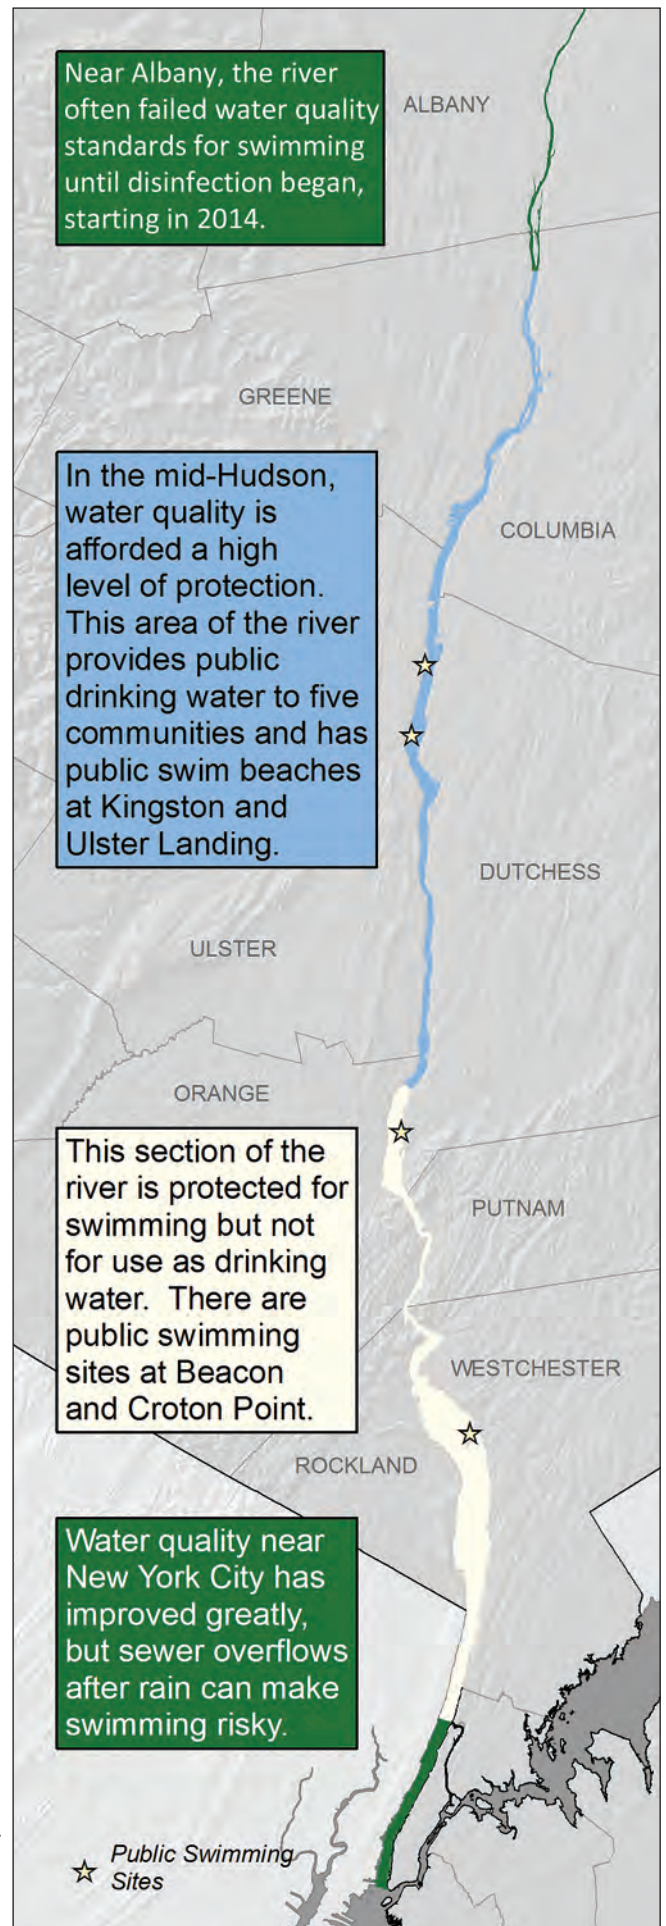 Near Albany, the river
often failed water quality
standards for swimming
until disinfection began,
starting in 2014.
ALBANY
GREENE
In the mid-Hudson,
water quality is
afforded a high
level of protection.
This area of the river
provides public
drinking water to five
communities and has
public swim beaches
at Kingston and
Ulster Landing.
COLUMBIA
DUTCHESS
ULSTER
ORANGE
This section of the
river is protected for
swimming but not
for use as drinking
water.  There are
public swimming
sites at Beacon
and Croton Point.
PUTNAM
WESTCHESTER
ROCKLAND
Water quality near
New York City has
improved greatly,
but sewer overflows
after rain can make
swimming risky.
Public Swimming
Sites